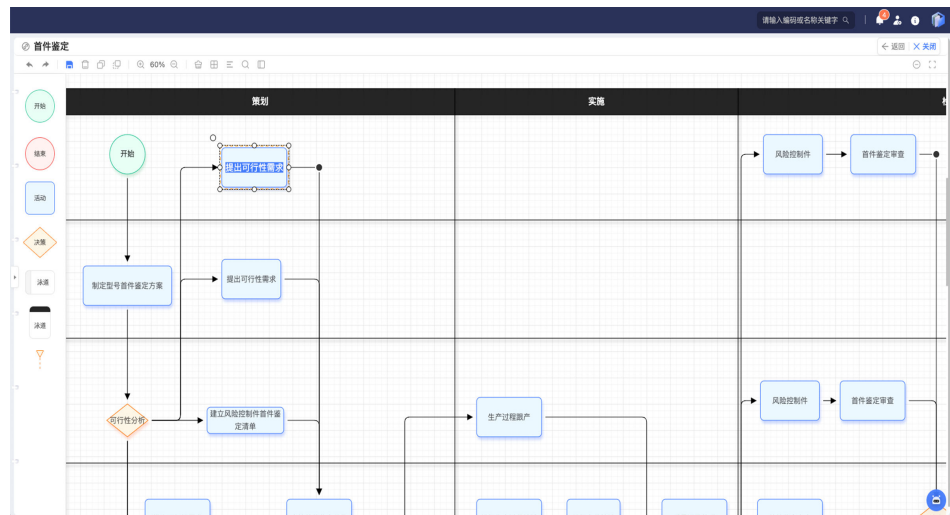 请输入编码或名称关键字
4
首件鉴定
返回
关闭
60%
策划
实施
开始
结束
活动
决策
泳道
泳道
开始
提出可行性需求
风险控制件
首件鉴定审查
制定型号首件鉴定方案
提出可行性需求
可行性分析
建立风险控制件首件鉴
定清单
生产过程跟产
风险控制件
首件鉴定审查